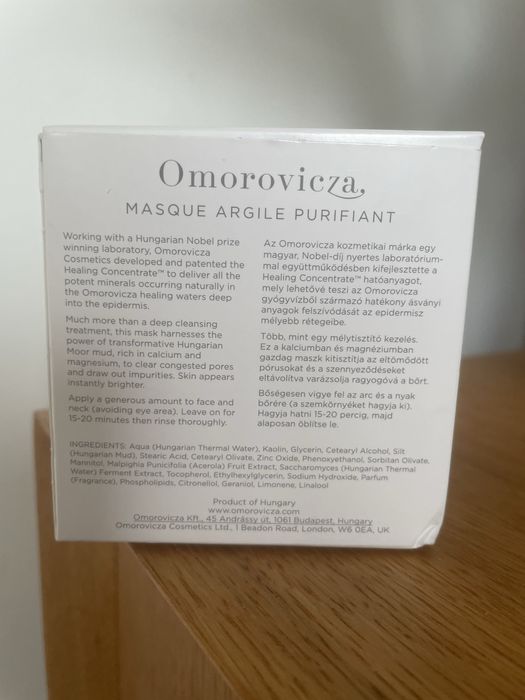 Omorovicza
MASQUE ARGILE PURIFIANT
Working with a Hungarian Nobel prize
winning laboratory, Omorovicza
Cosmetics developed and patented the
Healing Concentrate™ to deliver all the
potent minerals occurring naturally in
the Omorovicza healing waters deep
into the epidermis.
Much more than a deep cleansing
treatment, this mask harnesses the
power of transformative Hungarian
Moor mud, rich in calcium and
magnesium, to clear congested pores
and draw out impurities. Skin appears
instantly brighter.
Apply a generous amount to face and
neck (avoiding eye area). Leave on for
15-20 minutes then rinse thoroughly.
Az Omorovicza kozmetikai márka egy
magyar, Nobel-díj nyertes laboratórium-
mal együttműködésben kifejlesztette a
Healing Concentrate™ hatóanyagot,
mely lehetővé teszi az Omorovicza
gyógyvízből származó hatékony ásványi
anyagok felszívódását az epidermisz
mélyebb rétegeibe.
Több, mint egy mélytisztító kezelés.
Ez a kalciumban és magnéziumban
gazdag maszk kitisztítja az eltömődött
pórusokat és a szennyeződéseket
eltávolítva varázsolja ragyogóvá a bőrt.
Bőségesen vigye fel az arc és a nyak
bőrére (a szemkörnyéket hagyja ki).
Hagyja hatni 15-20 percig, majd
alaposan öblítse le.
INGREDIENTS: Aqua (Hungarian Thermal Water), Kaolin, Glycerin, Cetearyl Alcohol, Silt
(Hungarian Mud), Stearic Acid, Cetearyl Olivate, Zinc Oxide, Phenoxyethanol, Sorbitan Olivate,
Mannitol, Malpighia Punicifolia (Acerola) Fruit Extract, Saccharomyces (Hungarian Thermal
Water) Ferment Extract, Tocopherol, Ethylhexylglycerin, Sodium Hydroxide, Parfum
(Fragrance), Phospholipids, Citronellol, Geraniol, Limonene, Linalool
Product of Hungary
www.omorovicza.com
Omorovicza Kft., 45 Andrássy út, 1061 Budapest, Hungary
Omorovicza Cosmetics Ltd., 1 Beadon Road, London, W6 0EA, UK